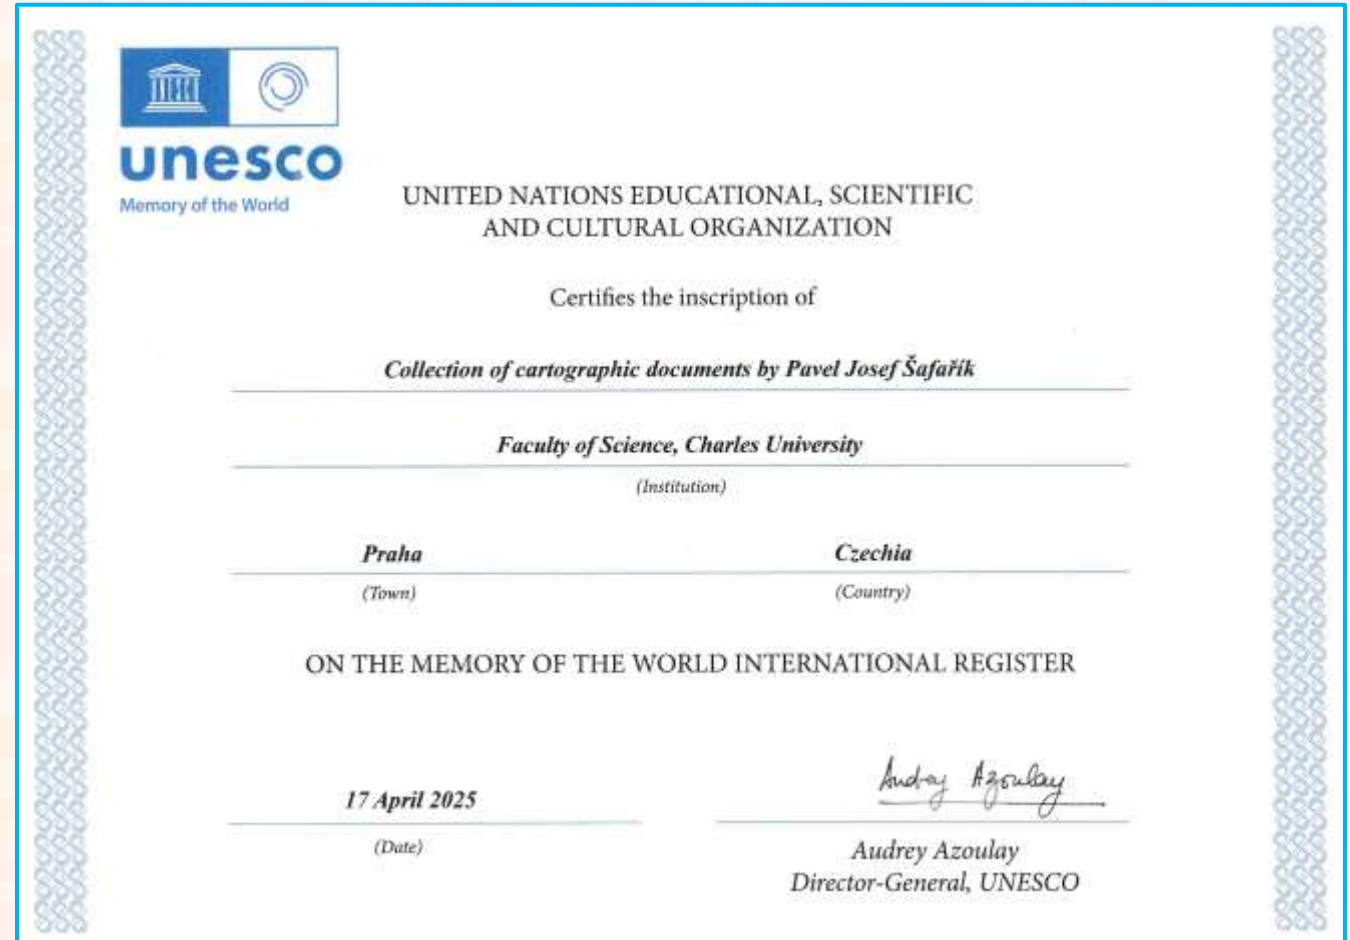 unesco
Memory of the World
UNITED NATIONS EDUCATIONAL, SCIENTIFIC
AND CULTURAL ORGANIZATION
Certifies the inscription of
Collection of cartographic documents by Pavel Josef Šafařík
Faculty of Science, Charles University
(Institution)
Praha Czechia
(Town) (Country)
ON THE MEMORY OF THE WORLD INTERNATIONAL REGISTER
Audrey Azoulay
17 April 2025
(Date)
Audrey Azoulay
Director-General, UNESCO